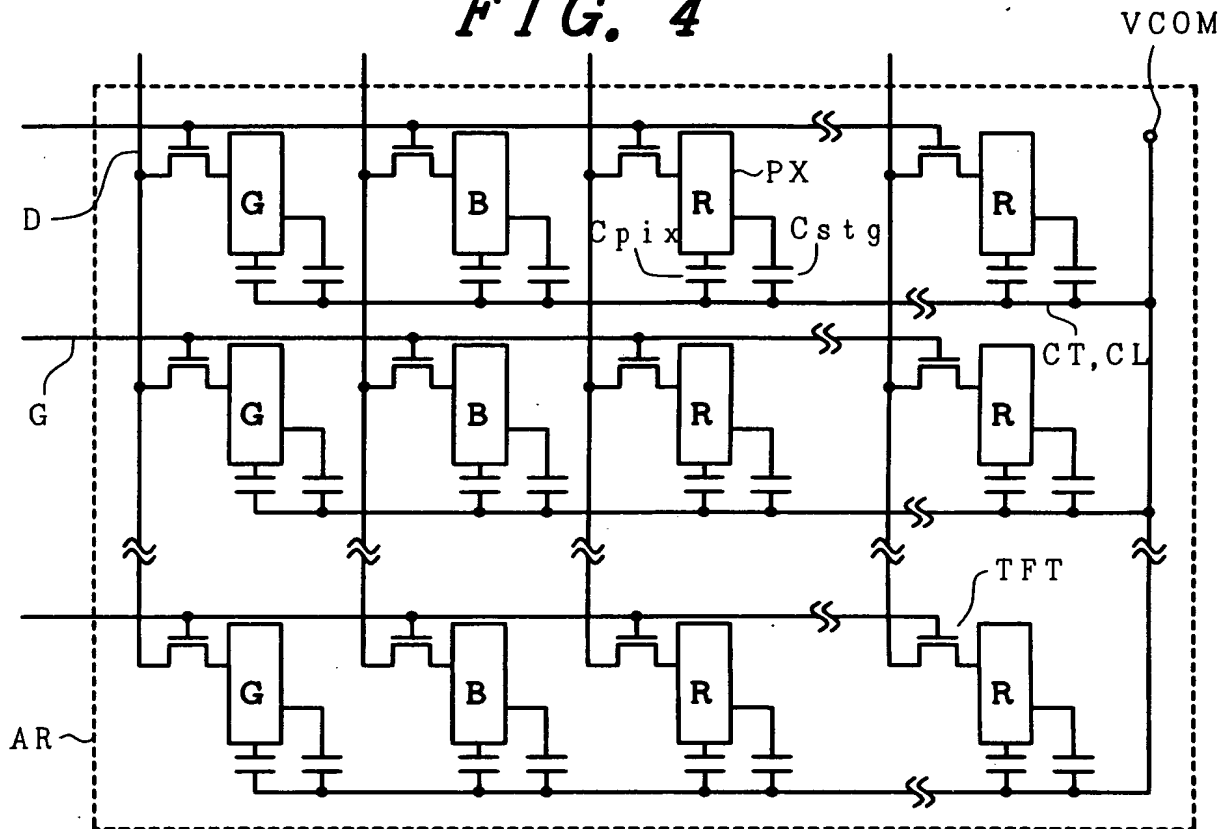 FIG. 4
VCOM
D
G B R R
PX
Cpix Cstg
CT,CL
G
G B R R
TFT
G B R R
AR